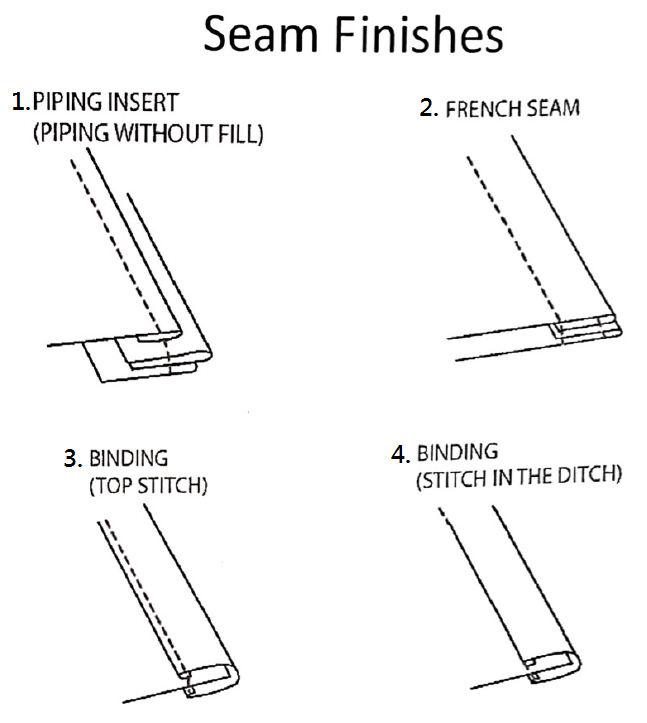 Seam Finishes
1.PIPING INSERT
(PIPING WITHOUT FILL)
2. FRENCH SEAM
3. BINDING
(TOP STITCH)
4. BINDING
(STITCH IN THE DITCH)